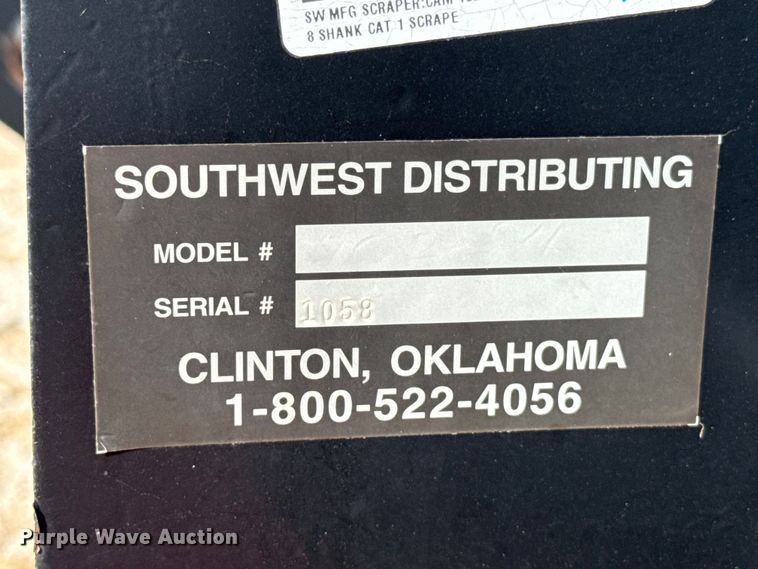 SW MFG SCRAPER:CAM
8 SHANK CAT 1 SCRAPE
SOUTHWEST DISTRIBUTING
MODEL #
SERIAL # 1058
CLINTON, OKLAHOMA
1-800-522-4056
Purple Wave Auction